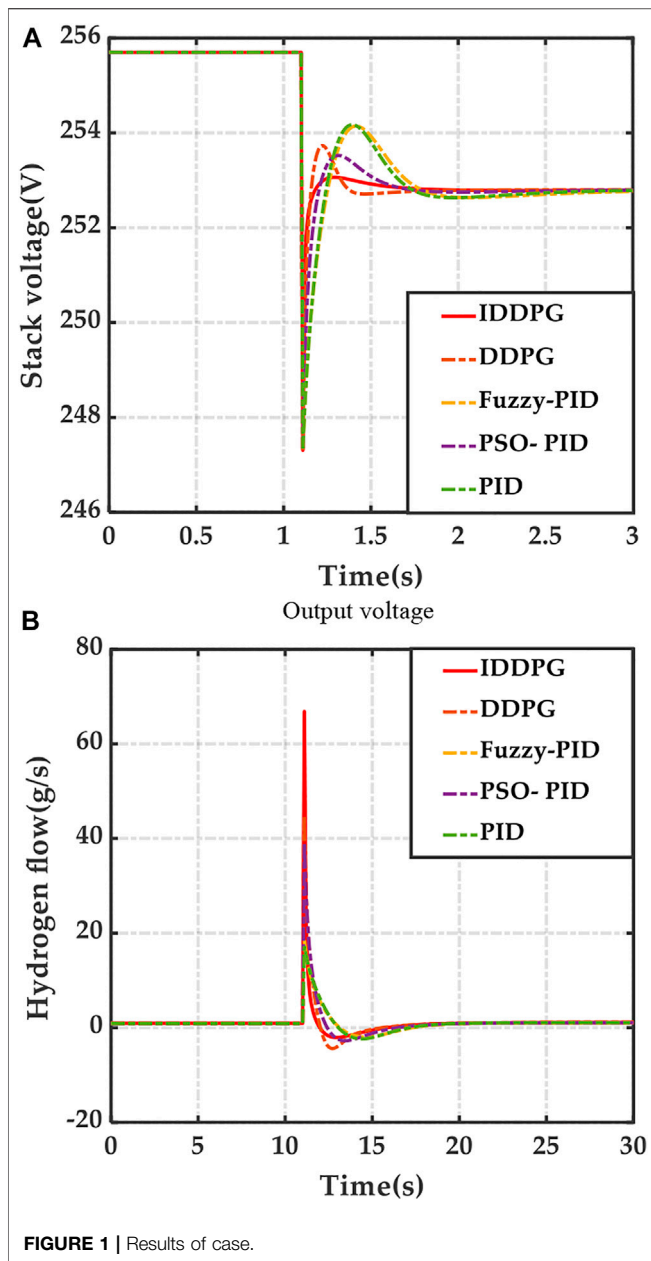 A
256
254
252
250
248
246
Stack voltage(V)
IDDPG
DDPG
Fuzzy-PID
PSO- PID
PID
0 0.5 1 1.5 2 2.5 3
Time(s)
Output voltage
B
80
60
40
20
0
-20
Hydrogen flow(g/s)
IDDPG
DDPG
Fuzzy-PID
PSO- PID
PID
0 5 10 15 20 25 30
Time(s)
FIGURE 1 | Results of case.